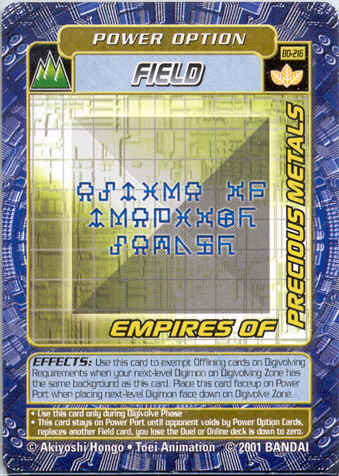 POWER OPTION
BO-216
FIELD
EMPIRES OF
PRECIOUS METALS
EFFECTS: Use this card to exempt Offlining cards on Digivolving
Requirements when your next-level Digimon on Digivolving Zone has
the same background as this card. Place this card faceup on Power
Port when placing next-level Digimon face down on Digivolve Zone.
• Use this card only during Digivolve Phase
• This card stays on Power Port until opponent voids by Power Option Cards,
replaces another Field card, you lose the Duel or Online deck is down to zero.
© Akiyoshi Hongo • Toei Animation © 2001 BANDAI